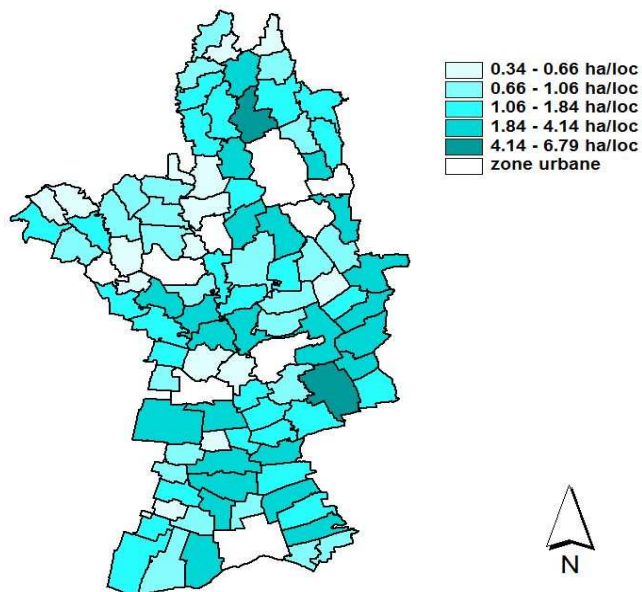 0.34 - 0.66 ha/loc
0.66 - 1.06 ha/loc
1.06 - 1.84 ha/loc
1.84 - 4.14 ha/loc
4.14 - 6.79 ha/loc
zone urbane
N